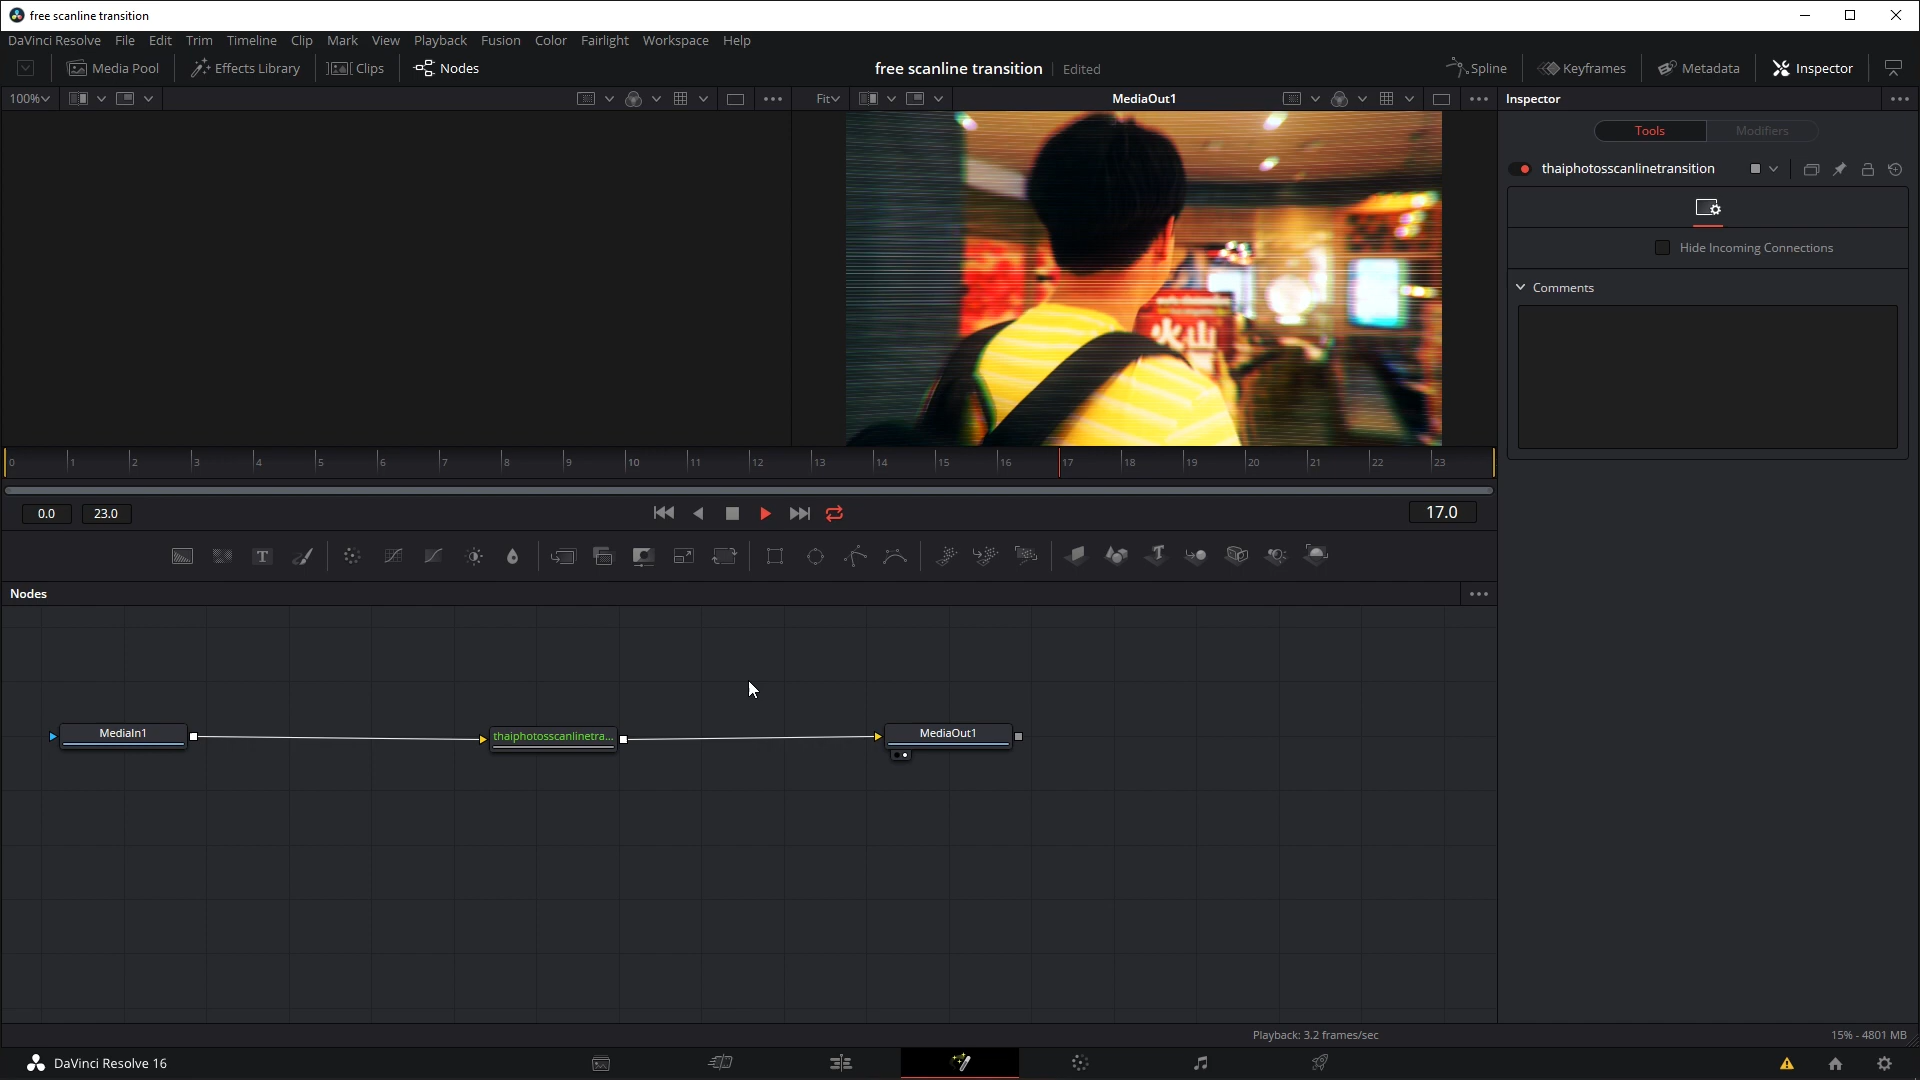 free scanline transition
DaVinci Resolve File Edit Trim Timeline Clip Mark View Playback Fusion Color Fairlight Workspace Help
Media Pool Effects Library Clips Nodes free scanline transition Edited Spline Keyframes Metadata Inspector
100% Fit MediaOut1 Inspector
Tools Modifiers
thaiphotosscanlinetransition
Hide Incoming Connections
Comments
火山
0 1 2 3 4 5 6 7 8 9 10 11 12 13 14 15 16 17 18 19 20 21 22 23
0.0 23.0 17.0
T T
Nodes
MediaIn1 thaiphotosscanlinetra... MediaOut1
Playback: 3.2 frames/sec 15% - 4801 MB
DaVinci Resolve 16